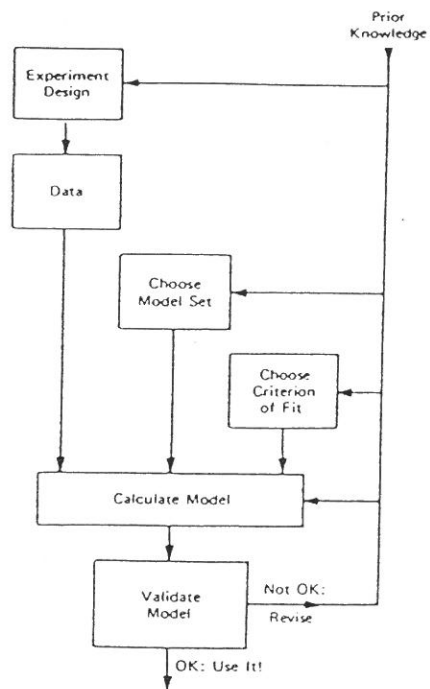 Prior
Knowledge
Experiment
Design
Data
Choose
Model Set
Choose
Criterion
of Fit
Calculate Model
Validate
Model
Not OK:
Revise
OK: Use It!